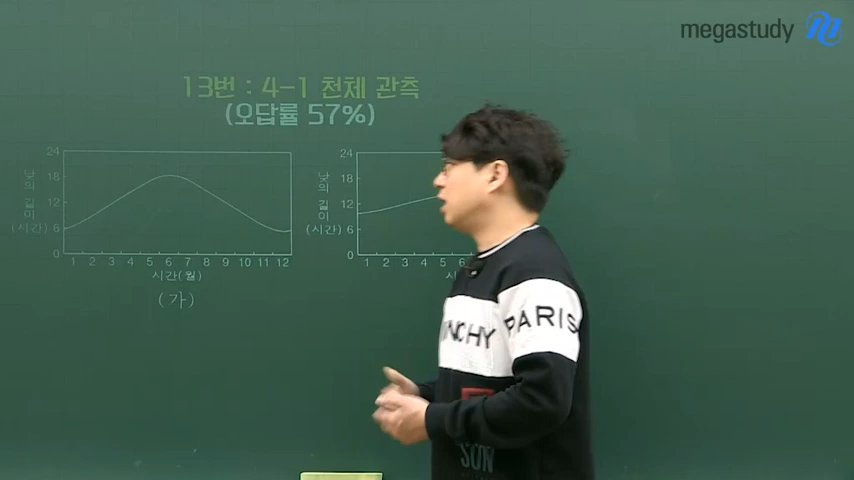 megastudy
13번 : 4-1 천체 관측
(오답률 57%)
24
18
12
6
0
낮의 길이
(시간)
1 2 3 4 5 6 7 8 9 10 11 12
시간(월)
(가)
24
18
12
6
0
낮의 길이
(시간)
1 2 3 4 5 6
시
NCHY
PARIS
SON